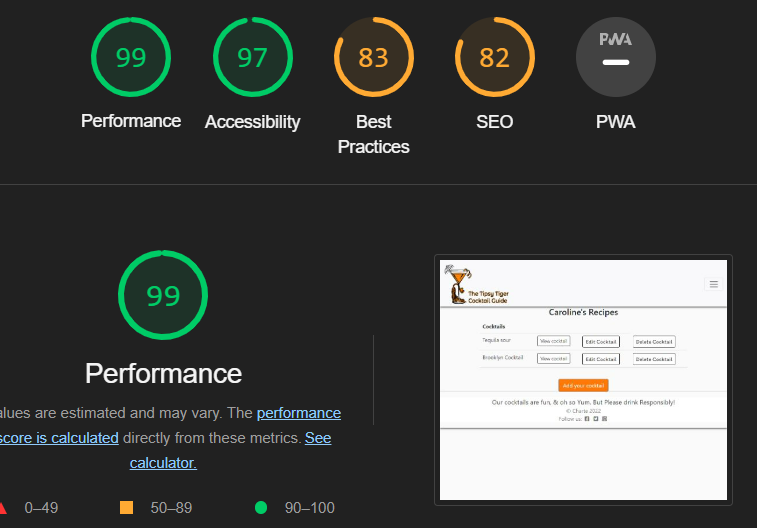 99
97
83
82
PWA
Performance
Accessibility
Best
Practices
SEO
PWA
99
Performance
alues are estimated and may vary. The performance
score is calculated directly from these metrics. See
calculator.
0–49
50–89
90–100
The Tipsy Tiger
Cocktail Guide
Caroline's Recipes
Cocktails
Tequila sour
View cocktail
Edit Cocktail
Delete Cocktail
Brooklyn Cocktail
View cocktail
Edit Cocktail
Delete Cocktail
Add your cocktail
Our cocktails are fun, & oh so Yum. But Please drink Responsibly!
© Charte 2022
Follow us: